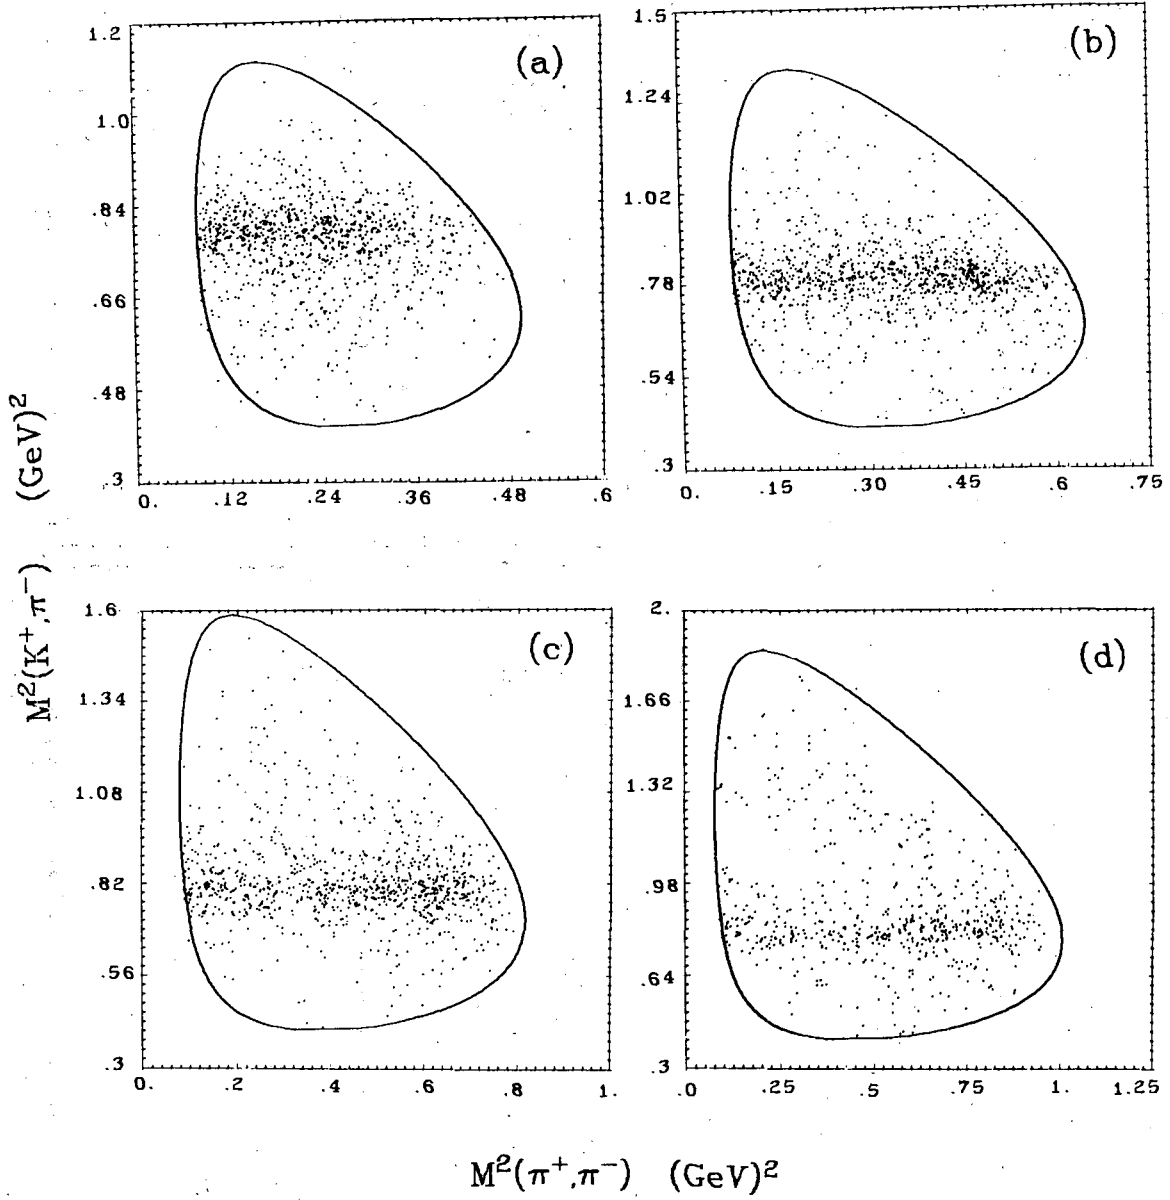 (a)
1.2
1.0
.84
.66
.48
.3
0. .12 .24 .36 .48 .6
(b)
1.5
1.24
1.02
.78
.54
.3
0. .15 .30 .45 .6 .75
M²(K⁺,π⁻) (GeV)²
(c)
1.6
1.34
1.08
.82
.56
.3
0. .2 .4 .6 .8 1.
(d)
2.
1.66
1.32
.98
.64
.3
.0 .25 .5 .75 1. 1.25
M²(π⁺,π⁻) (GeV)²